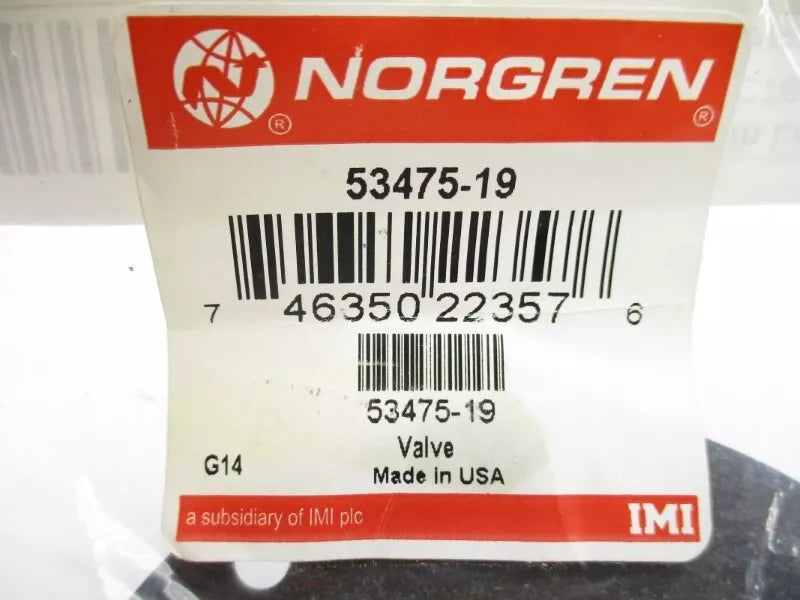 NORGREN
®
®
53475-19
7 46350 22357 6
53475-19
Valve
G14
Made in USA
a subsidiary of IMI plc
IMI